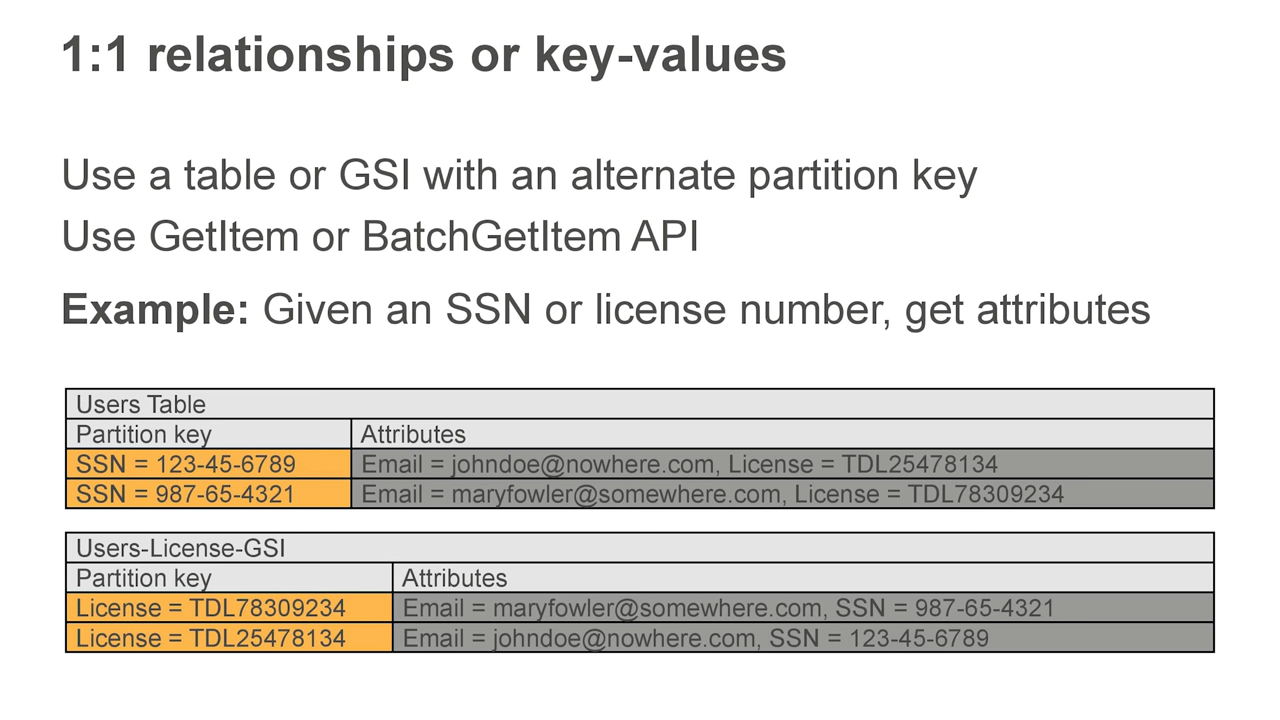 1:1 relationships or key-values
Use a table or GSI with an alternate partition key
Use GetItem or BatchGetItem API
Example: Given an SSN or license number, get attributes
Users Table
Partition key Attributes
SSN = 123-45-6789 Email = johndoe@nowhere.com, License = TDL25478134
SSN = 987-65-4321 Email = maryfowler@somewhere.com, License = TDL78309234
Users-License-GSI
Partition key Attributes
License = TDL78309234 Email = maryfowler@somewhere.com, SSN = 987-65-4321
License = TDL25478134 Email = johndoe@nowhere.com, SSN = 123-45-6789